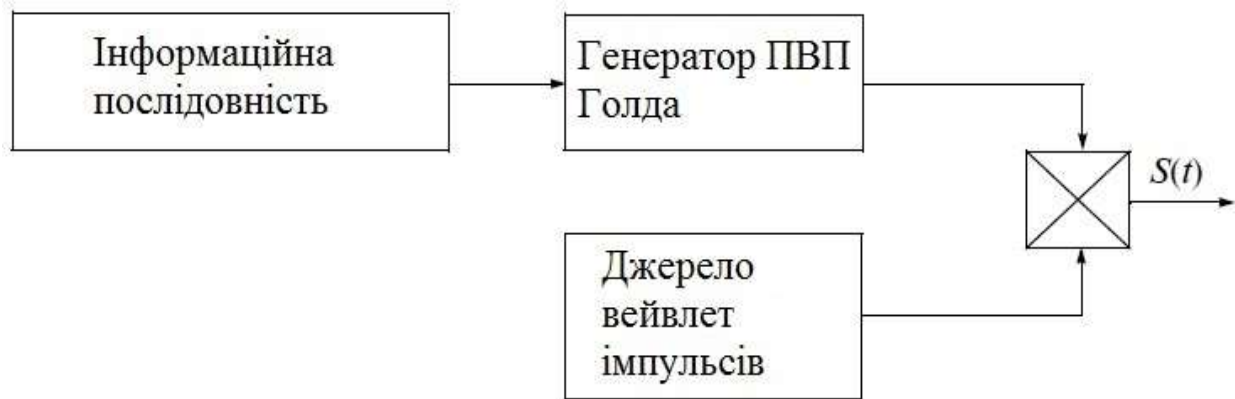 Інформаційна
послідовність
Генератор ПВП
Голда
S(t)
Джерело
вейвлет
імпульсів